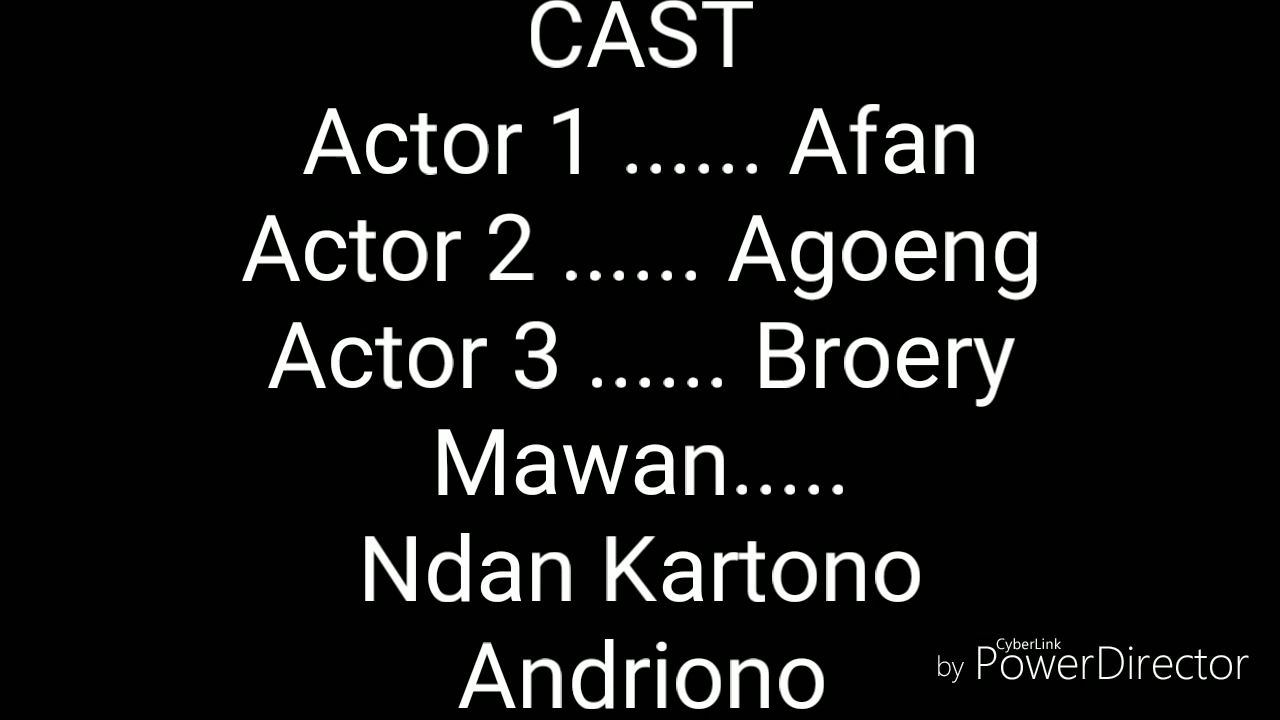 CAST
Actor 1 ...... Afan
Actor 2 ...... Agoeng
Actor 3 ...... Broery
Mawan.....
Ndan Kartono
Andriono
by CyberLink PowerDirector